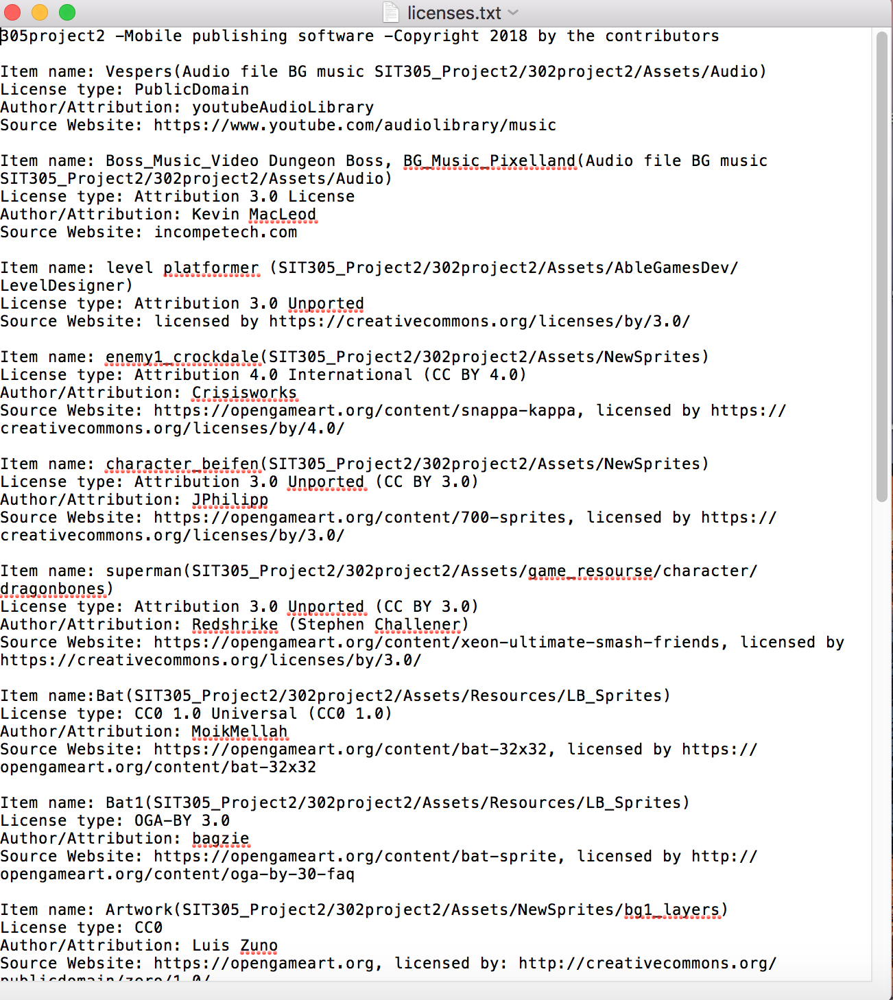 licenses.txt
305project2 -Mobile publishing software -Copyright 2018 by the contributors
Item name: Vespers(Audio file BG music SIT305_Project2/302project2/Assets/Audio)
License type: PublicDomain
Author/Attribution: youtubeAudioLibrary
Source Website: https://www.youtube.com/audiolibrary/music
Item name: Boss_Music_Video Dungeon Boss, BG_Music_Pixelland(Audio file BG music
SIT305_Project2/302project2/Assets/Audio)
License type: Attribution 3.0 License
Author/Attribution: Kevin MacLeod
Source Website: incompetech.com
Item name: level platformer (SIT305_Project2/302project2/Assets/AbleGamesDev/
LevelDesigner)
License type: Attribution 3.0 Unported
Source Website: licensed by https://creativecommons.org/licenses/by/3.0/
Item name: enemy1_crockdale(SIT305_Project2/302project2/Assets/NewSprites)
License type: Attribution 4.0 International (CC BY 4.0)
Author/Attribution: Crisisworks
Source Website: https://opengameart.org/content/snappa-kappa, licensed by https://
creativecommons.org/licenses/by/4.0/
Item name: character_beifen(SIT305_Project2/302project2/Assets/NewSprites)
License type: Attribution 3.0 Unported (CC BY 3.0)
Author/Attribution: JPhilipp
Source Website: https://opengameart.org/content/700-sprites, licensed by https://
creativecommons.org/licenses/by/3.0/
Item name: superman(SIT305_Project2/302project2/Assets/game_resourse/character/
dragonbones)
License type: Attribution 3.0 Unported (CC BY 3.0)
Author/Attribution: Redshrike (Stephen Challener)
Source Website: https://opengameart.org/content/xeon-ultimate-smash-friends, licensed by
https://creativecommons.org/licenses/by/3.0/
Item name:Bat(SIT305_Project2/302project2/Assets/Resources/LB_Sprites)
License type: CC0 1.0 Universal (CC0 1.0)
Author/Attribution: MoikMellah
Source Website: https://opengameart.org/content/bat-32x32, licensed by https://
opengameart.org/content/bat-32x32
Item name: Bat1(SIT305_Project2/302project2/Assets/Resources/LB_Sprites)
License type: OGA-BY 3.0
Author/Attribution: bagzie
Source Website: https://opengameart.org/content/bat-sprite, licensed by http://
opengameart.org/content/oga-by-30-faq
Item name: Artwork(SIT305_Project2/302project2/Assets/NewSprites/bg1_layers)
License type: CC0
Author/Attribution: Luis Zuno
Source Website: https://opengameart.org, licensed by: http://creativecommons.org/
publicdomain/zero/1.0/